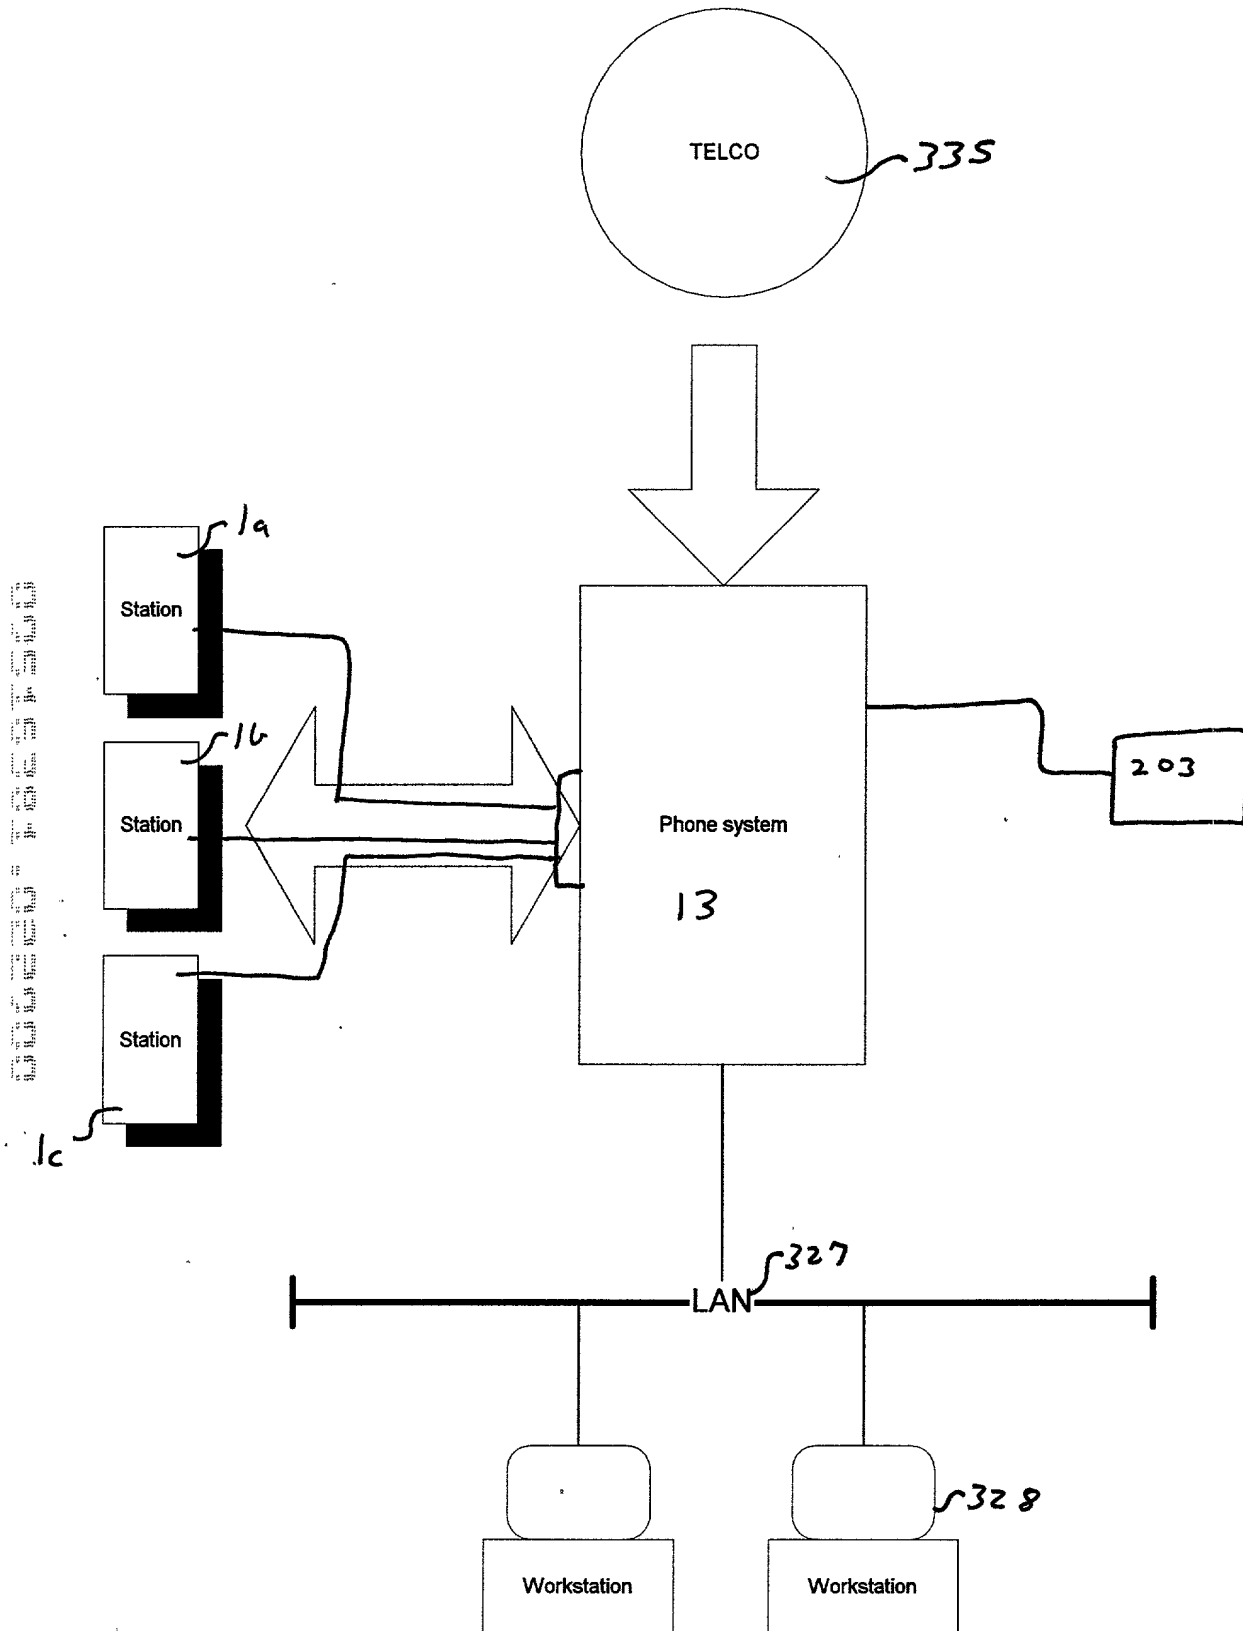 TELCO
335
1a
Station
1b
Station
Phone system
203
13
Station
1c
327
LAN
328
Workstation
Workstation